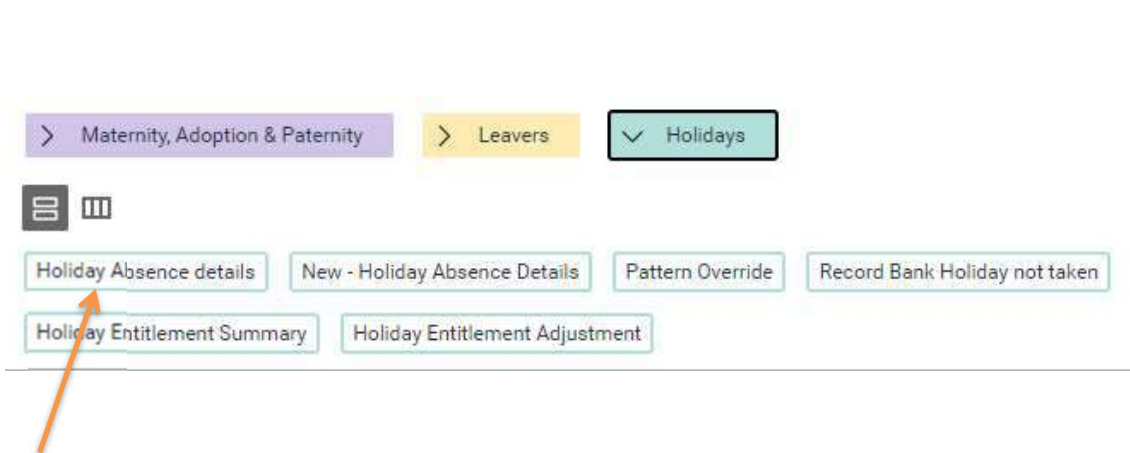 Maternity, Adoption & Paternity Leavers Holidays
Holiday Absence details New - Holiday Absence Details Pattern Override Record Bank Holiday not taken
Holiday Entitlement Summary Holiday Entitlement Adjustment